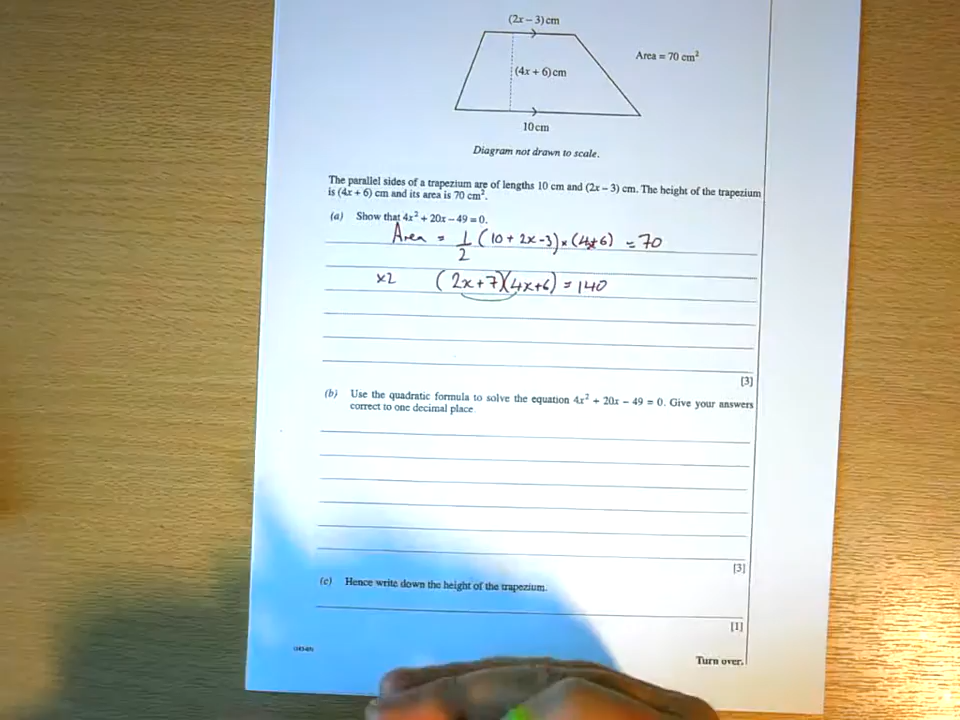 (2x – 3) cm
Area = 70 cm²
(4x + 6) cm
10 cm
Diagram not drawn to scale.
The parallel sides of a trapezium are of lengths 10 cm and (2x – 3) cm. The height of the trapezium
is (4x + 6) cm and its area is 70 cm².
(a) Show that 4x² + 20x – 49 = 0.
Area = 1/2 (10 + 2x - 3) × (4x+6) = 70
×2 (2x+7)(4x+6) = 140
[3]
(b) Use the quadratic formula to solve the equation 4x² + 20x – 49 = 0. Give your answers
correct to one decimal place
[3]
(c) Hence write down the height of the trapezium.
[1]
Turn over.